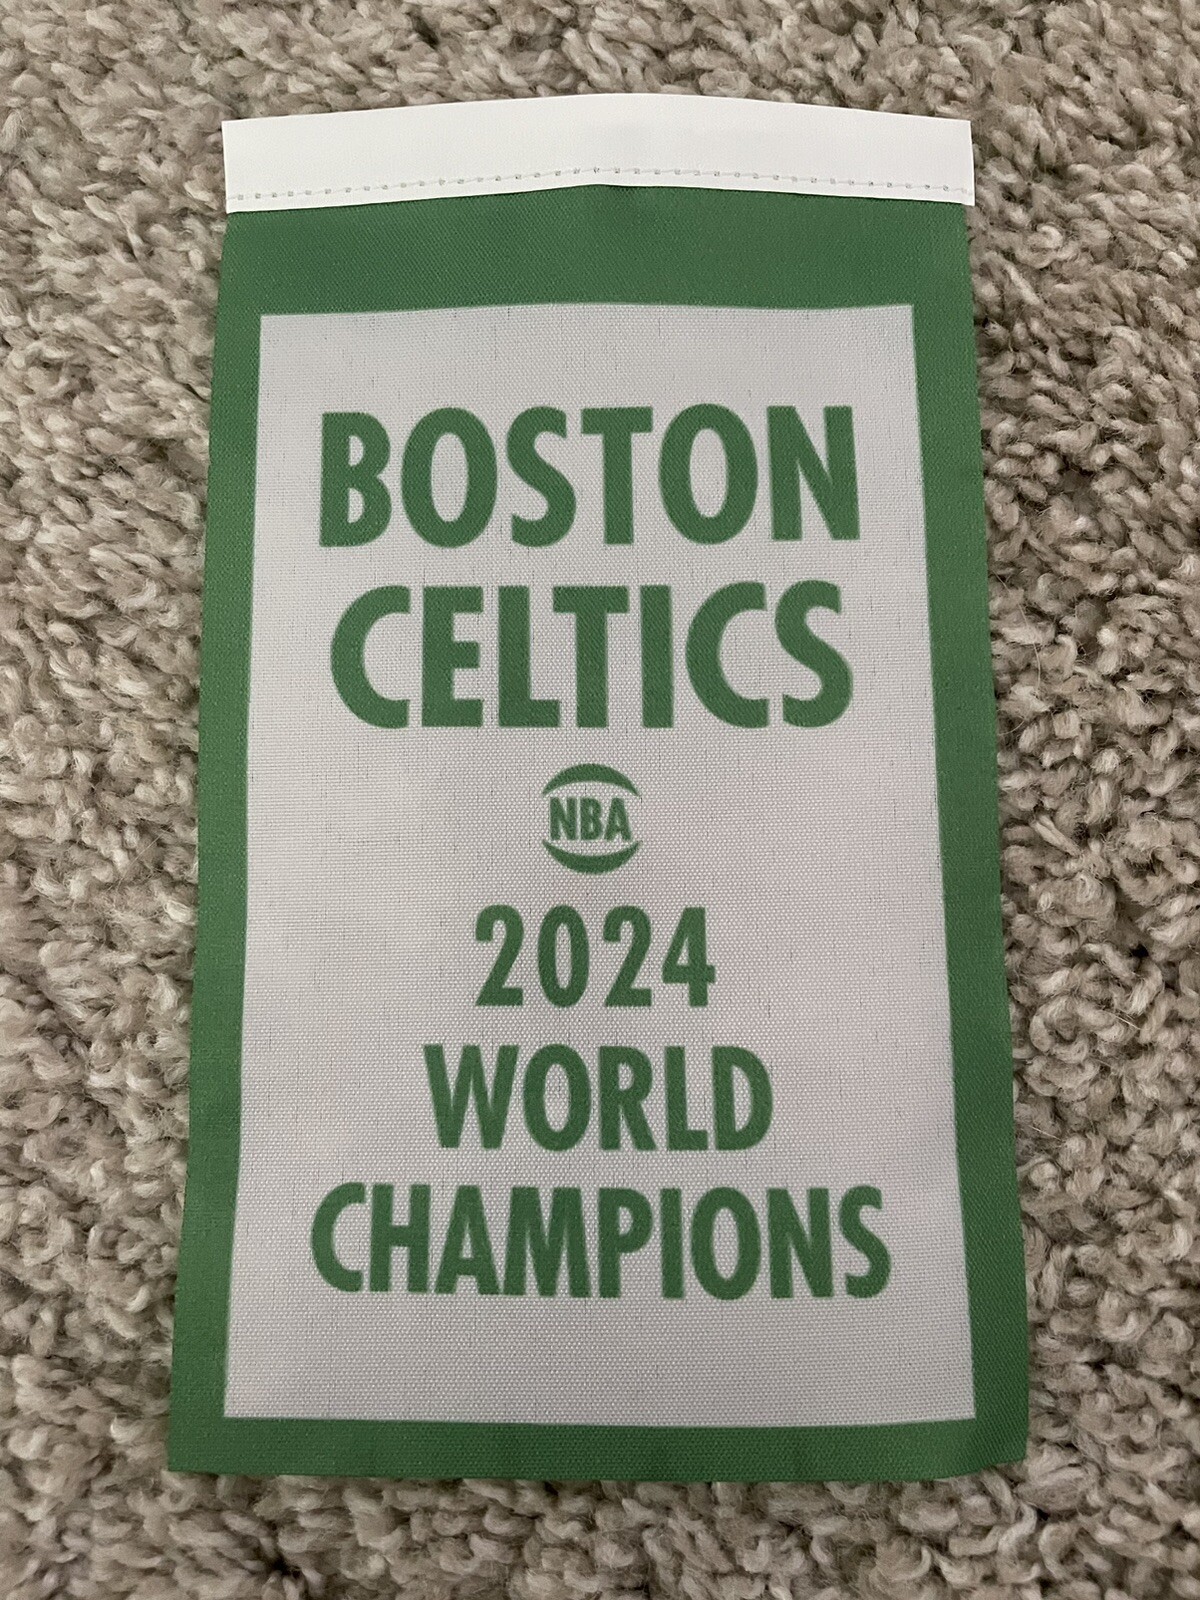 BOSTON
CELTICS
NBA
2024
WORLD
CHAMPIONS